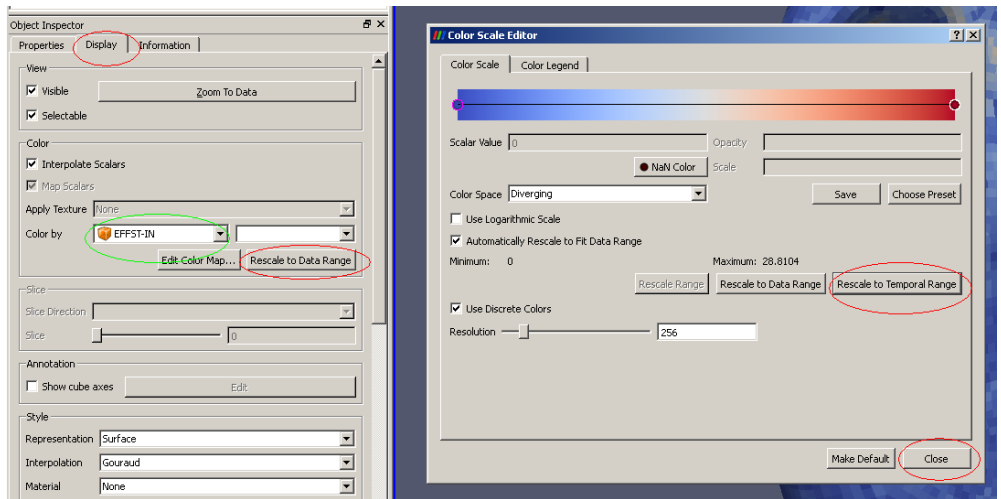 Object Inspector
Properties Display Information
View
Visible Zoom To Data
Selectable
Color
Interpolate Scalars
Map Scalars
Apply Texture None
Color by EFFST-IN
Edit Color Map... Rescale to Data Range
Slice
Slice Direction
Slice 0
Annotation
Show cube axes Edit
Style
Representation Surface
Interpolation Gouraud
Material None
Color Scale Editor
Color Scale Color Legend
Scalar Value 0 Opacity
NaN Color Scale
Color Space Diverging Save Choose Preset
Use Logarithmic Scale
Automatically Rescale to Fit Data Range
Minimum: 0 Maximum: 28.8104
Rescale Range Rescale to Data Range Rescale to Temporal Range
Use Discrete Colors
Resolution 256
Make Default Close